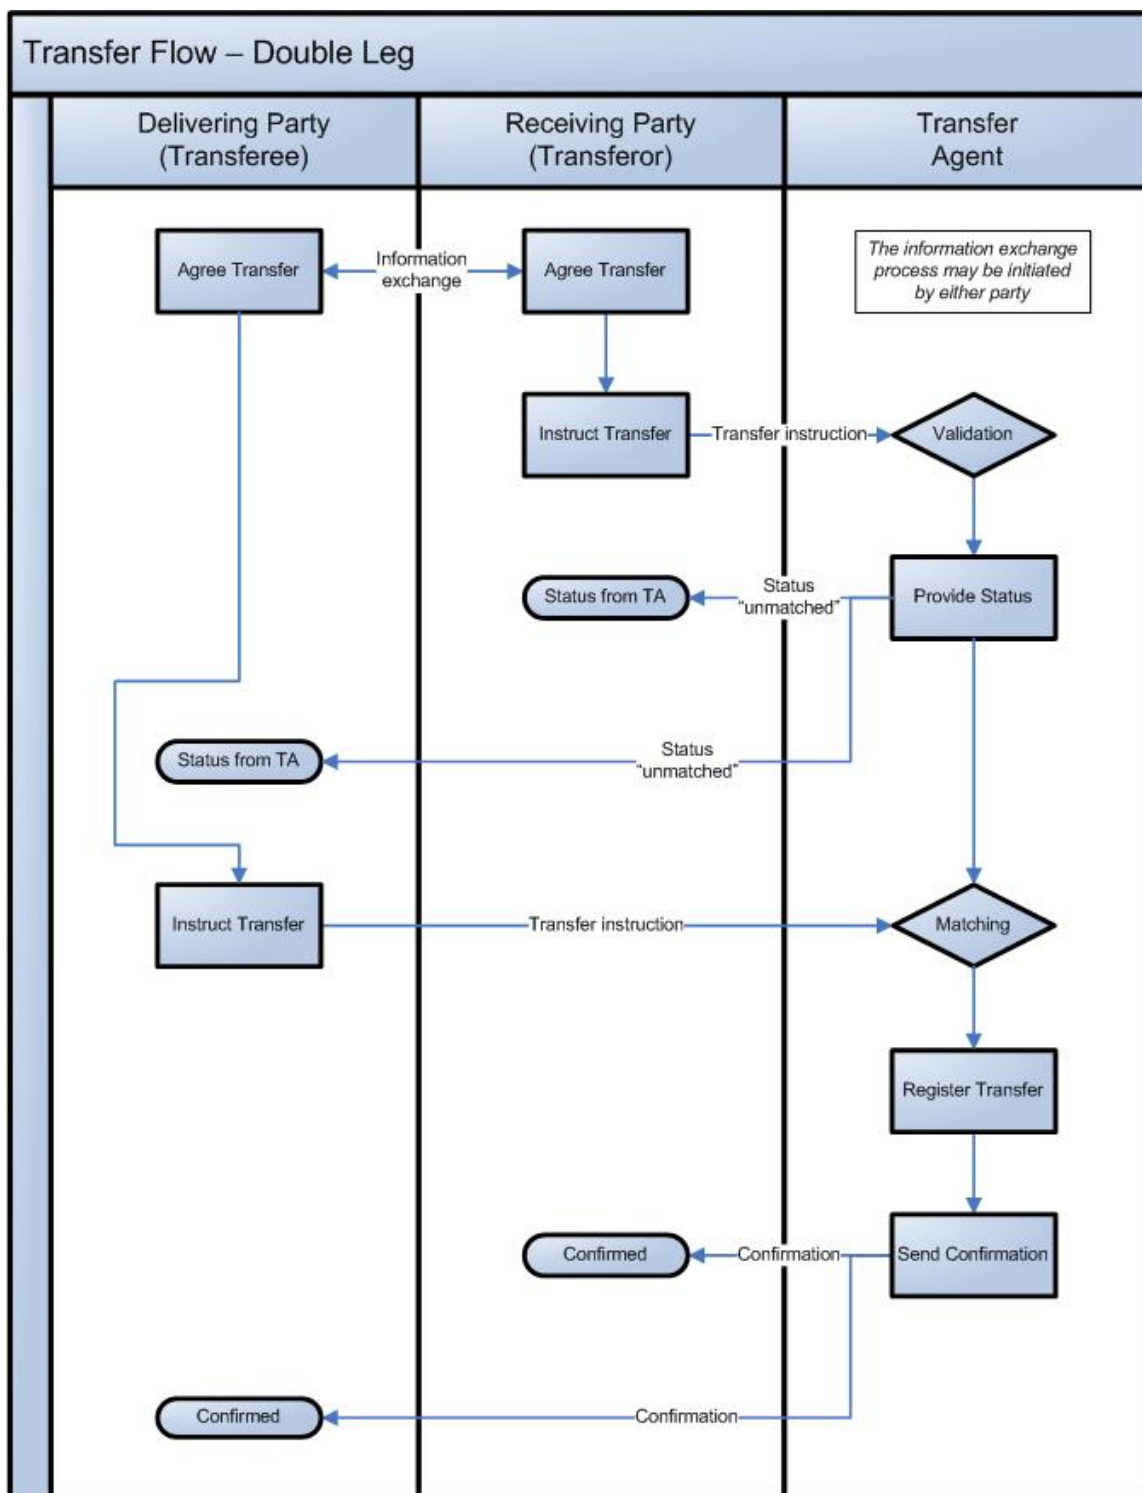 Transfer Flow – Double Leg
Delivering Party
(Transferee)
Receiving Party
(Transferor)
Transfer
Agent
Agree Transfer
Information
exchange
Agree Transfer
The information exchange
process may be initiated
by either party
Instruct Transfer
Transfer instruction
Validation
Status from TA
Status
“unmatched”
Provide Status
Status from TA
Status
“unmatched”
Instruct Transfer
Transfer instruction
Matching
Register Transfer
Confirmed
Confirmation
Send Confirmation
Confirmed
Confirmation